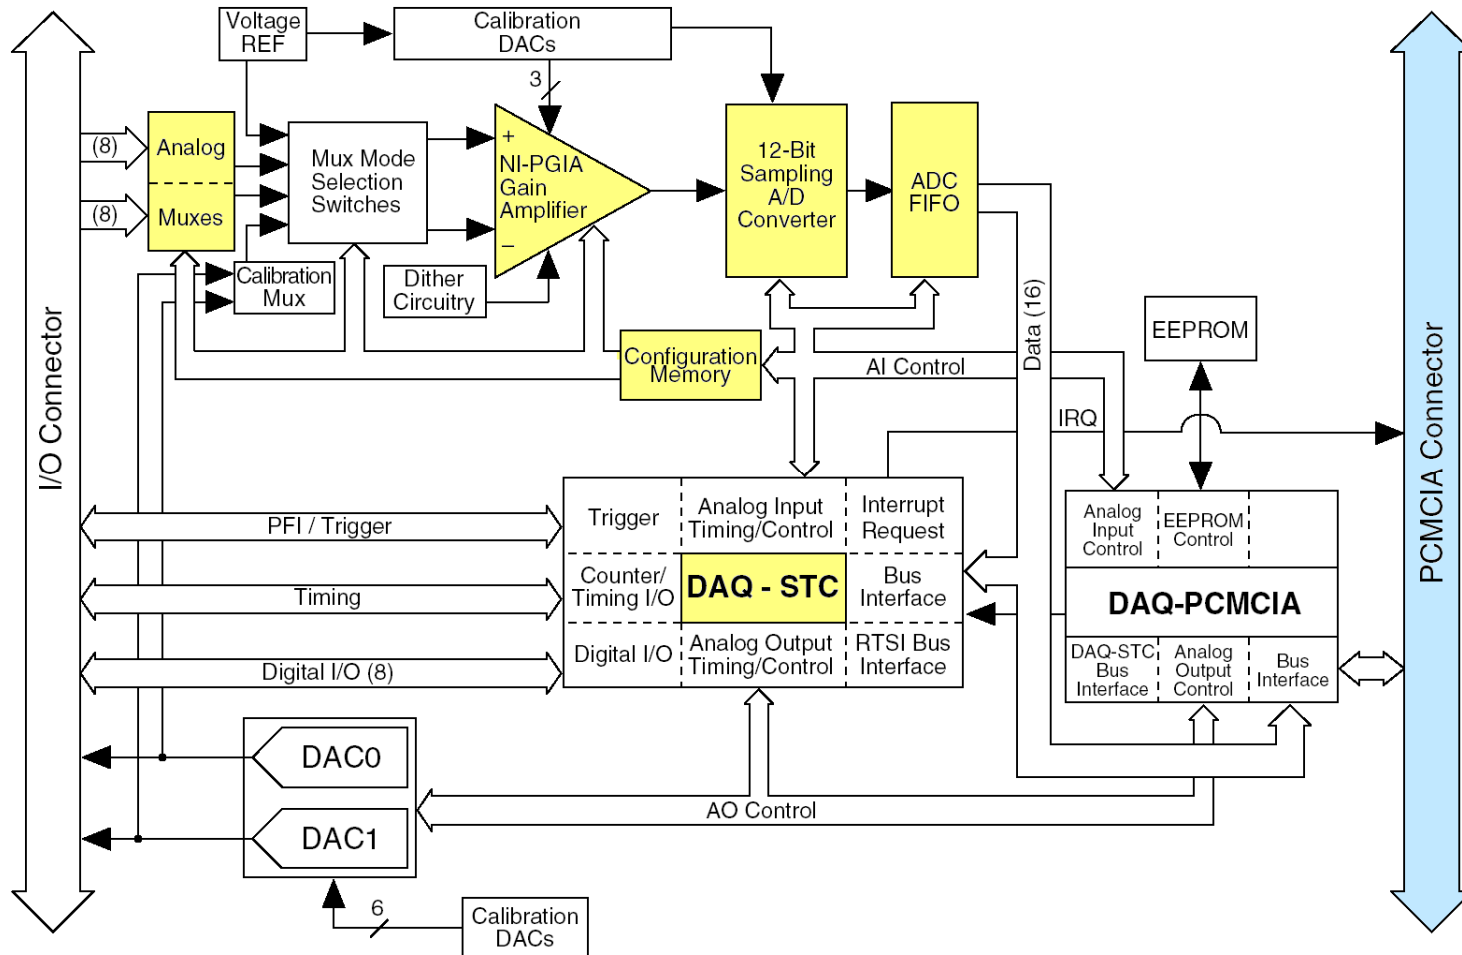 Voltage
REF
Calibration
DACs
3
(8)
Analog
(8)
Muxes
Mux Mode
Selection
Switches
+
NI-PGIA
Gain
Amplifier
–
12-Bit
Sampling
A/D
Converter
ADC
FIFO
Calibration
Mux
Dither
Circuitry
Configuration
Memory
AI Control
Data (16)
EEPROM
IRQ
I/O Connector
PCMCIA Connector
PFI / Trigger
Timing
Digital I/O (8)
Trigger
Analog Input
Timing/Control
Interrupt
Request
Counter/
Timing I/O
DAQ - STC
Bus
Interface
Digital I/O
Analog Output
Timing/Control
RTSI Bus
Interface
Analog
Input
Control
EEPROM
Control
DAQ-PCMCIA
DAQ-STC
Bus
Interface
Analog
Output
Control
Bus
Interface
DAC0
DAC1
AO Control
6
Calibration
DACs